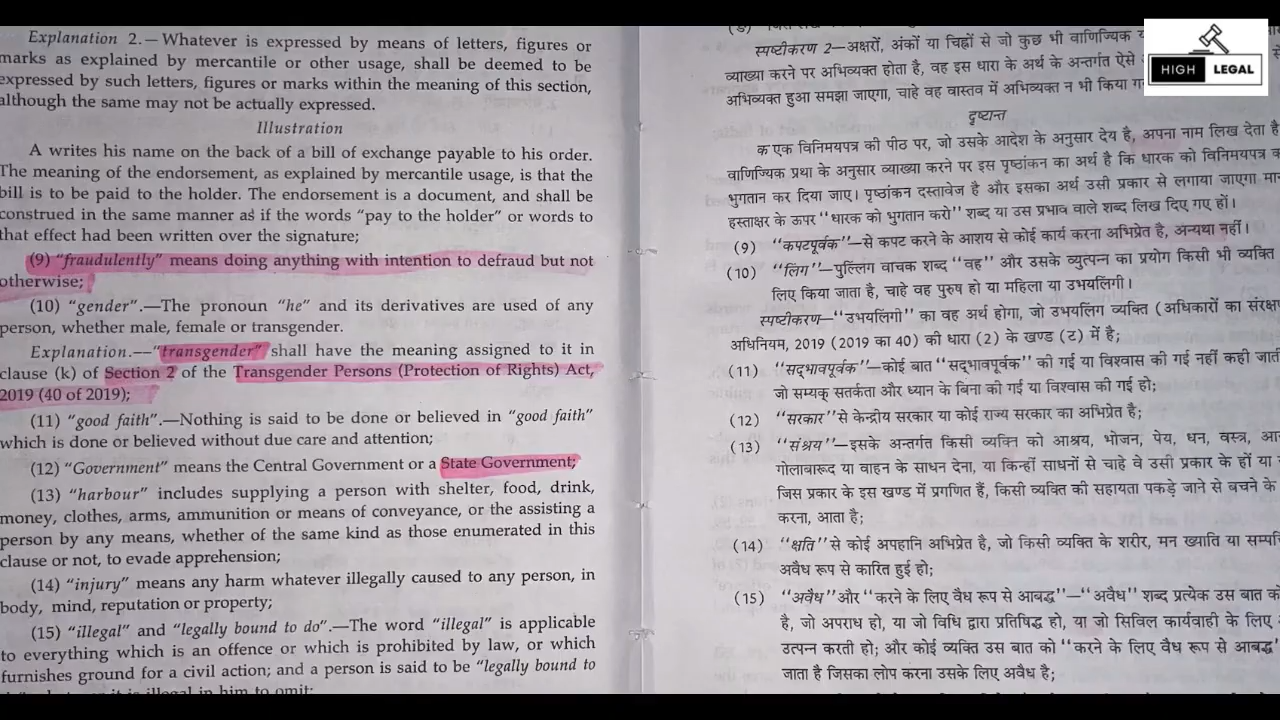 Explanation 2.—Whatever is expressed by means of letters, figures or
marks as explained by mercantile or other usage, shall be deemed to be
expressed by such letters, figures or marks within the meaning of this section,
although the same may not be actually expressed.
Illustration
A writes his name on the back of a bill of exchange payable to his order.
The meaning of the endorsement, as explained by mercantile usage, is that the
bill is to be paid to the holder. The endorsement is a document, and shall be
construed in the same manner as if the words “pay to the holder” or words to
that effect had been written over the signature;
(9) “fraudulently” means doing anything with intention to defraud but not
otherwise;
(10) “gender”.—The pronoun “he” and its derivatives are used of any
person, whether male, female or transgender.
Explanation.—“transgender” shall have the meaning assigned to it in
clause (k) of Section 2 of the Transgender Persons (Protection of Rights) Act,
2019 (40 of 2019);
(11) “good faith”.—Nothing is said to be done or believed in “good faith”
which is done or believed without due care and attention;
(12) “Government” means the Central Government or a State Government;
(13) “harbour” includes supplying a person with shelter, food, drink,
money, clothes, arms, ammunition or means of conveyance, or the assisting a
person by any means, whether of the same kind as those enumerated in this
clause or not, to evade apprehension;
(14) “injury” means any harm whatever illegally caused to any person, in
body, mind, reputation or property;
(15) “illegal” and “legally bound to do”.—The word “illegal” is applicable
to everything which is an offence or which is prohibited by law, or which
furnishes ground for a civil action; and a person is said to be “legally bound to
it is illegal in him to omit;
स्पष्टीकरण 2—अक्षरों, अंकों या चिह्नों से जो कुछ भी वाणिज्यिक
व्याख्या करने पर अभिव्यक्त होता है, वह इस धारा के अर्थ के अन्तर्गत ऐसे
अभिव्यक्त हुआ समझा जाएगा, चाहे वह वास्तव में अभिव्यक्त न भी किया
दृष्टान्त
क एक विनिमयपत्र की पीठ पर, जो उसके आदेश के अनुसार देय है, अपना नाम लिख देता है
वाणिज्यिक प्रथा के अनुसार व्याख्या करने पर इस पृष्ठांकन का अर्थ है कि धारक को विनिमयपत्र
भुगतान कर दिया जाए। पृष्ठांकन दस्तावेज है और इसका अर्थ उसी प्रकार से लगाया जाएगा
हस्ताक्षर के ऊपर “धारक को भुगतान करो” शब्द या उस प्रभाव वाले शब्द लिख दिए गए हों।
(9) “कपटपूर्वक”—से कपट करने के आशय से कोई कार्य करना अभिप्रेत है, अन्यथा नहीं।
(10) “लिंग”—पुल्लिंग वाचक शब्द “वह” और उसके व्युत्पन्न का प्रयोग किसी भी व्यक्ति
लिए किया जाता है, चाहे वह पुरुष हो या महिला या उभयलिंगी।
स्पष्टीकरण—“उभयलिंगी” का वह अर्थ होगा, जो उभयलिंग व्यक्ति (अधिकारों का
अधिनियम, 2019 (2019 का 40) की धारा (2) के खण्ड (ट) में है;
(11) “सद्भावपूर्वक”—कोई बात “सद्भावपूर्वक” की गई या विश्वास की गई नहीं कही
जो सम्यक् सतर्कता और ध्यान के बिना की गई या विश्वास की गई हो;
(12) “सरकार” से केन्द्रीय सरकार या कोई राज्य सरकार का अभिप्रेत है;
(13) “संश्रय”—इसके अन्तर्गत किसी व्यक्ति को आश्रय, भोजन, पेय, धन, वस्त्र,
गोलाबारूद या वाहन के साधन देना, या किन्हीं साधनों से चाहे वे उसी प्रकार के हों या
जिस प्रकार के इस खण्ड में प्रगणित हैं, किसी व्यक्ति की सहायता पकड़े जाने से बचने के
करना, आता है;
(14) “क्षति” से कोई अपहानि अभिप्रेत है, जो किसी व्यक्ति के शरीर, मन ख्याति या
अवैध रूप से कारित हुई हो;
(15) “अवैध” और “करने के लिए वैध रूप से आबद्ध”—“अवैध” शब्द प्रत्येक उस बात
है, जो अपराध हो, या जो विधि द्वारा प्रतिषिद्ध हो, या जो सिविल कार्यवाही के लिए
उत्पन्न करती हो; और कोई व्यक्ति उस बात को “करने के लिए वैध रूप से आबद्ध”
जाता है जिसका लोप करना उसके लिए अवैध है;
HIGH LEGAL